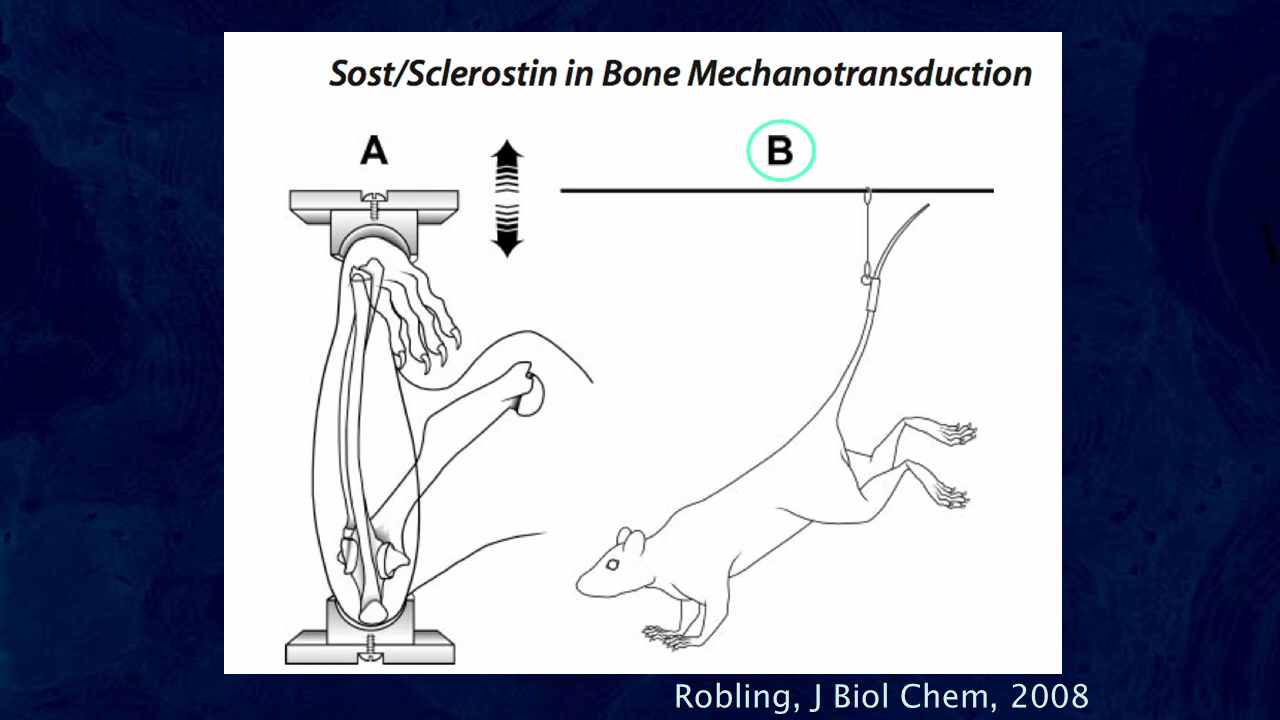 Sost/Sclerostin in Bone Mechanotransduction
A
B
Robling, J Biol Chem, 2008